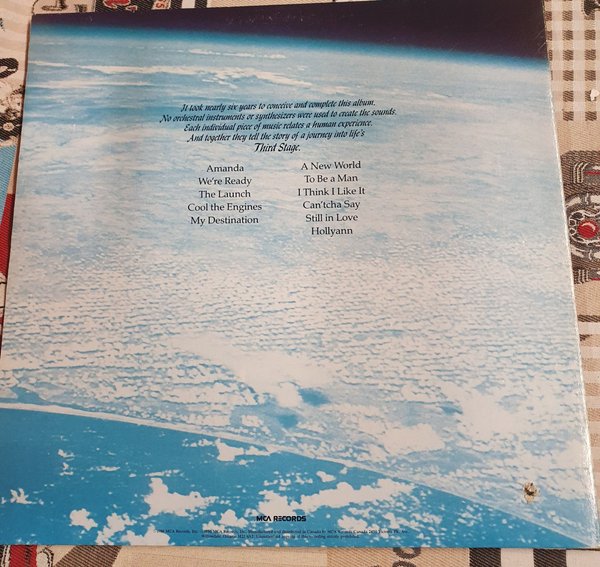 It took nearly six years to conceive and complete this album.
No orchestral instruments or synthesizers were used to create the sounds.
Each individual piece of music relates a human experience.
And together they tell the story of a journey into life's
Third Stage.
Amanda
We're Ready
The Launch
Cool the Engines
My Destination
A New World
To Be a Man
I Think I Like It
Can'tcha Say
Still in Love
Hollyann
MCA RECORDS